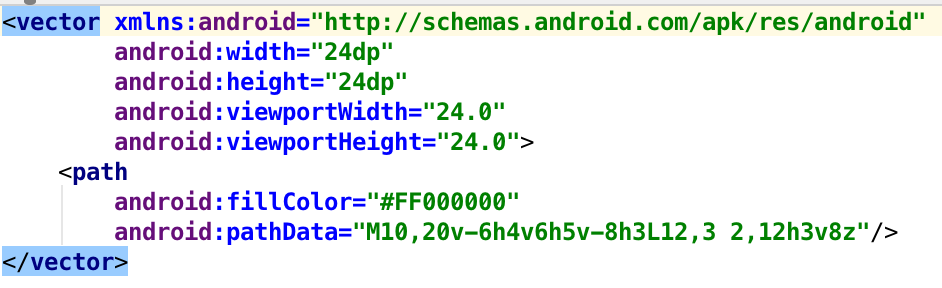 <vector xmlns:android="http://schemas.android.com/apk/res/android"
android:width="24dp"
android:height="24dp"
android:viewportWidth="24.0"
android:viewportHeight="24.0">
<path
android:fillColor="#FF000000"
android:pathData="M10,20v-6h4v6h5v-8h3L12,3 2,12h3v8z"/>
</vector>